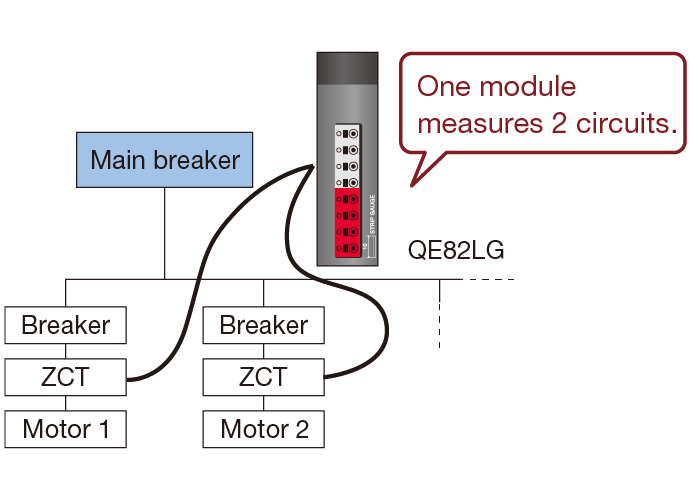 One module
measures 2 circuits.
Main breaker
STRIP GAUGE
10
QE82LG
Breaker
Breaker
ZCT
ZCT
Motor 1
Motor 2